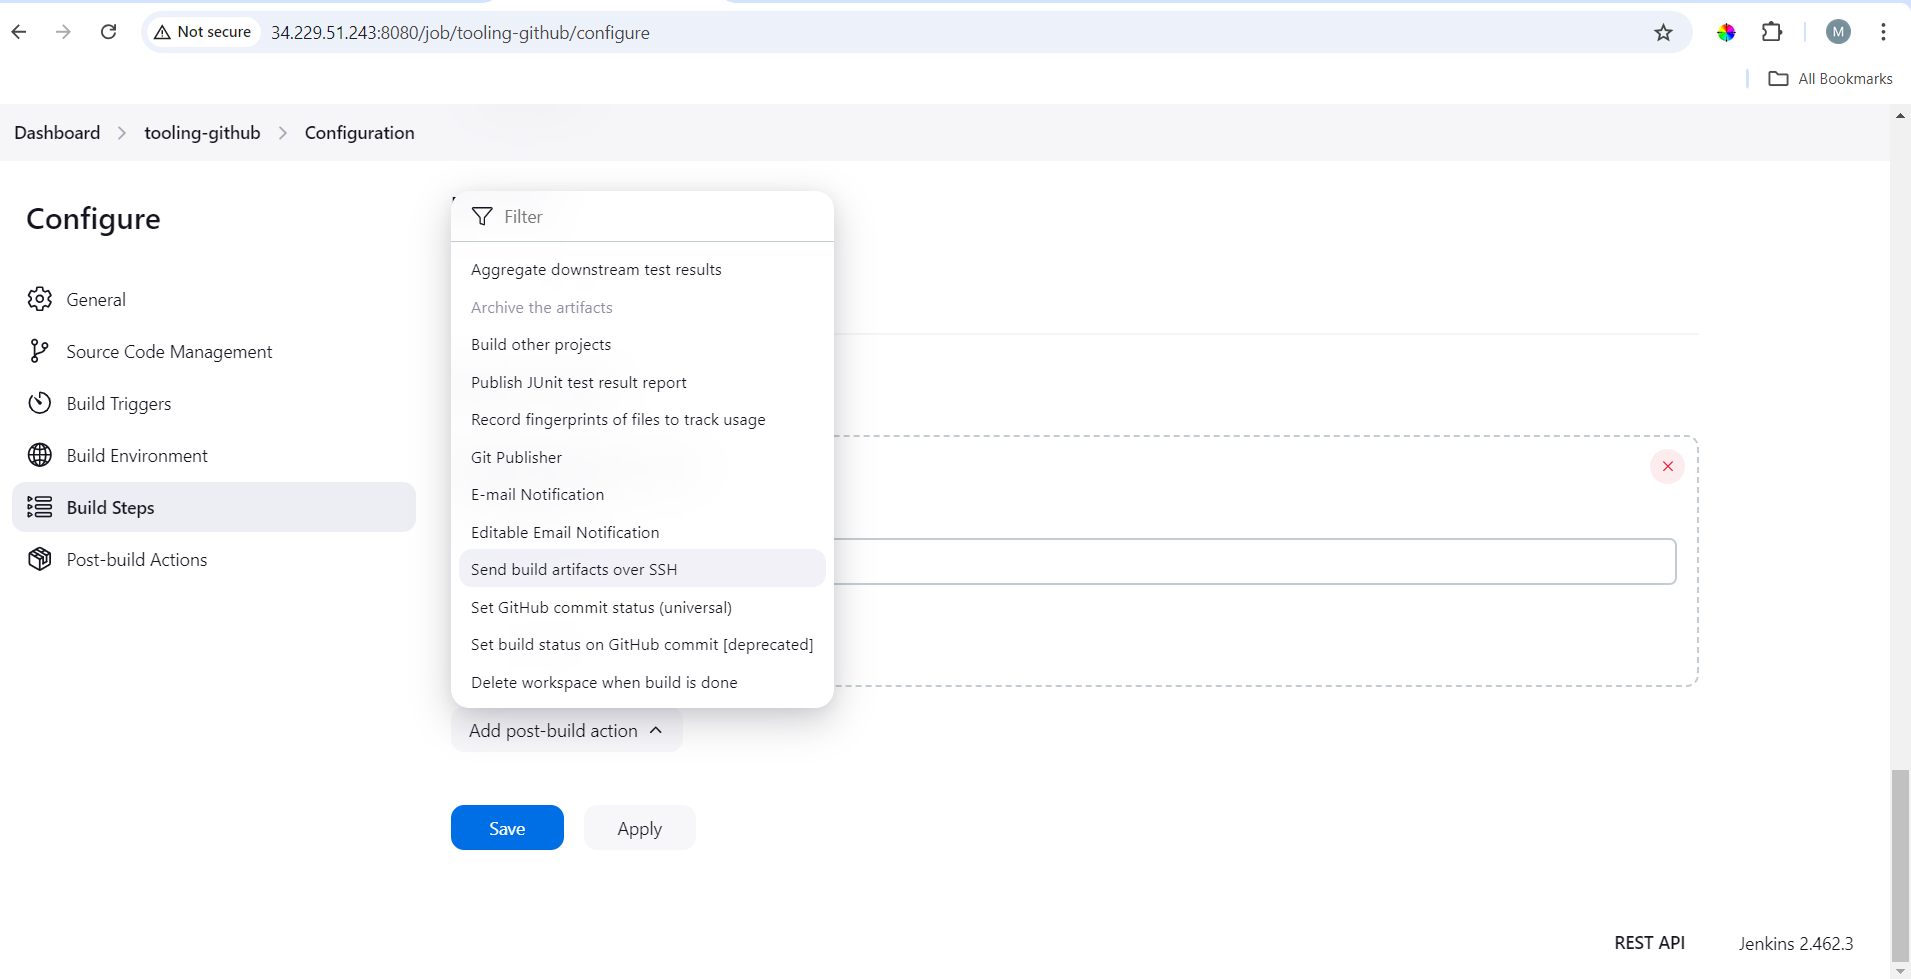 Not secure
34.229.51.243:8080/job/tooling-github/configure
M
All Bookmarks
Dashboard
tooling-github
Configuration
Configure
General
Source Code Management
Build Triggers
Build Environment
Build Steps
Post-build Actions
Filter
Aggregate downstream test results
Archive the artifacts
Build other projects
Publish JUnit test result report
Record fingerprints of files to track usage
Git Publisher
E-mail Notification
Editable Email Notification
Send build artifacts over SSH
Set GitHub commit status (universal)
Set build status on GitHub commit [deprecated]
Delete workspace when build is done
Add post-build action
Save
Apply
REST API
Jenkins 2.462.3